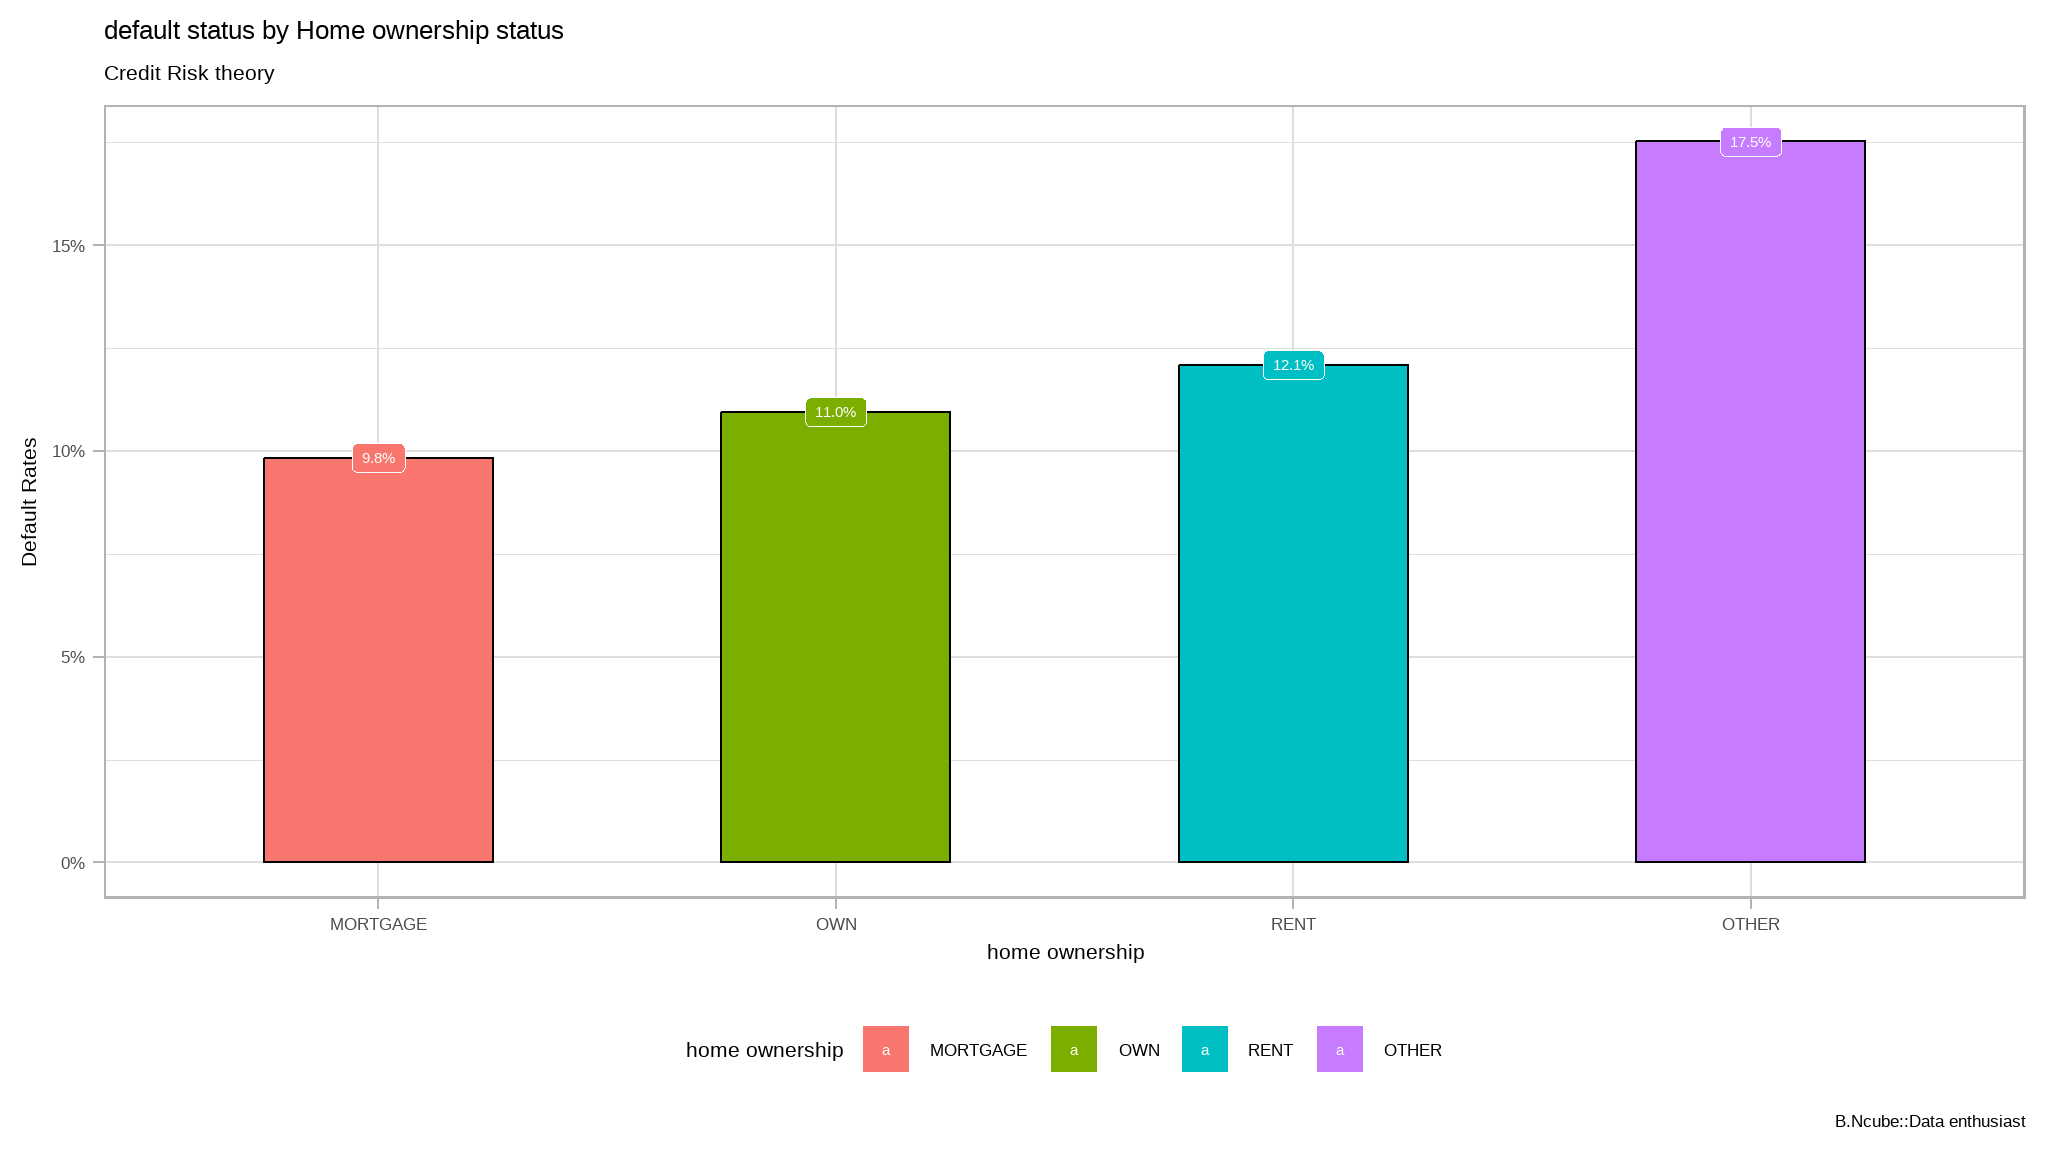 default status by Home ownership status
Credit Risk theory
17.5%
15%
12.1%
11.0%
9.8%
10%
5%
0%
Default Rates
MORTGAGE OWN RENT OTHER
home ownership
home ownership a MORTGAGE a OWN a RENT a OTHER
B.Ncube::Data enthusiast